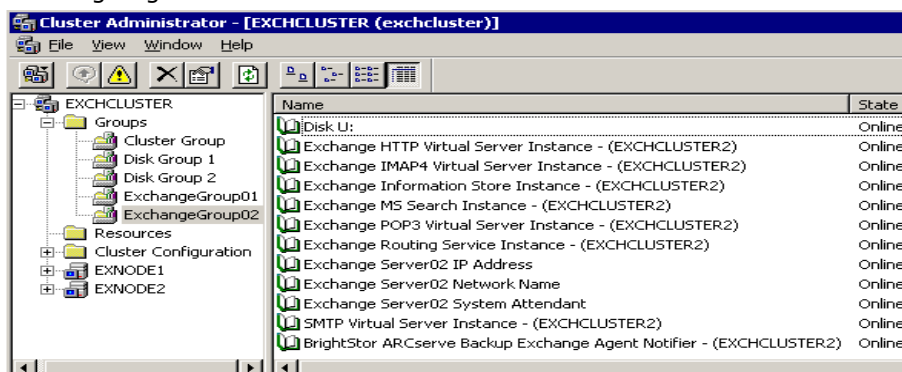 Cluster Administrator - [EXCHCLUSTER (exchcluster)]
File View Window Help
EXCHCLUSTER
Groups
Cluster Group
Disk Group 1
Disk Group 2
ExchangeGroup01
ExchangeGroup02
Resources
Cluster Configuration
EXNODE1
EXNODE2
Name State
Disk U: Online
Exchange HTTP Virtual Server Instance - (EXCHCLUSTER2) Online
Exchange IMAP4 Virtual Server Instance - (EXCHCLUSTER2) Online
Exchange Information Store Instance - (EXCHCLUSTER2) Online
Exchange MS Search Instance - (EXCHCLUSTER2) Online
Exchange POP3 Virtual Server Instance - (EXCHCLUSTER2) Online
Exchange Routing Service Instance - (EXCHCLUSTER2) Online
Exchange Server02 IP Address Online
Exchange Server02 Network Name Online
Exchange Server02 System Attendant Online
SMTP Virtual Server Instance - (EXCHCLUSTER2) Online
BrightStor ARCserve Backup Exchange Agent Notifier - (EXCHCLUSTER2) Online